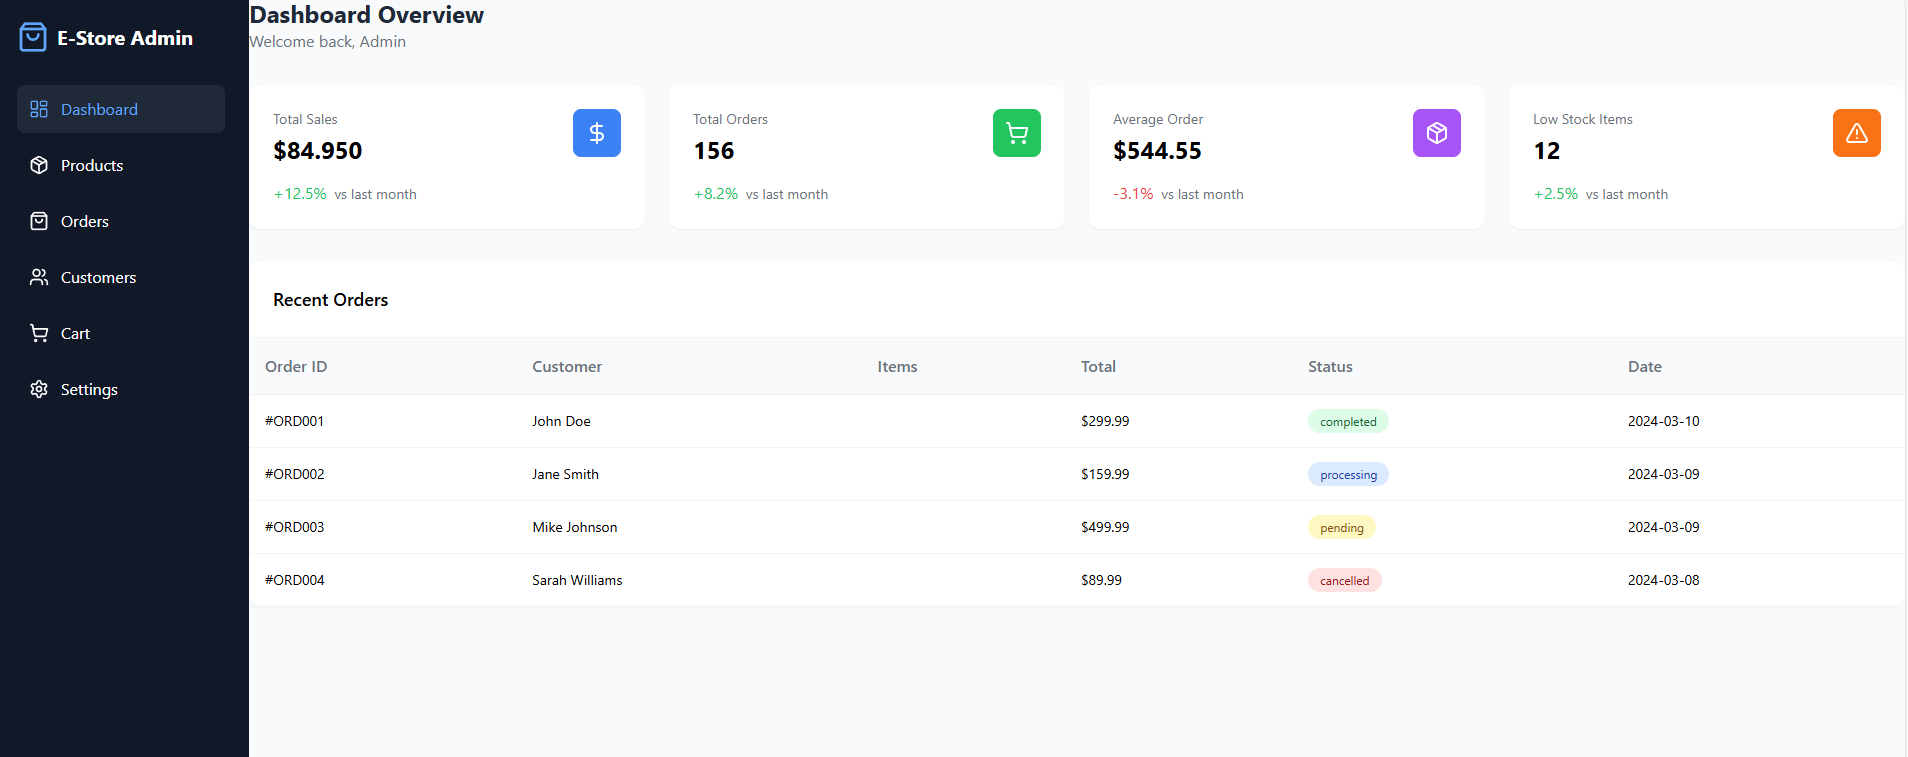 E-Store Admin
Dashboard
Products
Orders
Customers
Cart
Settings
Dashboard Overview
Welcome back, Admin
Total Sales
$84.950
+12.5% vs last month
Total Orders
156
+8.2% vs last month
Average Order
$544.55
-3.1% vs last month
Low Stock Items
12
+2.5% vs last month
Recent Orders
Order ID Customer Items Total Status Date
#ORD001 John Doe $299.99 completed 2024-03-10
#ORD002 Jane Smith $159.99 processing 2024-03-09
#ORD003 Mike Johnson $499.99 pending 2024-03-09
#ORD004 Sarah Williams $89.99 cancelled 2024-03-08